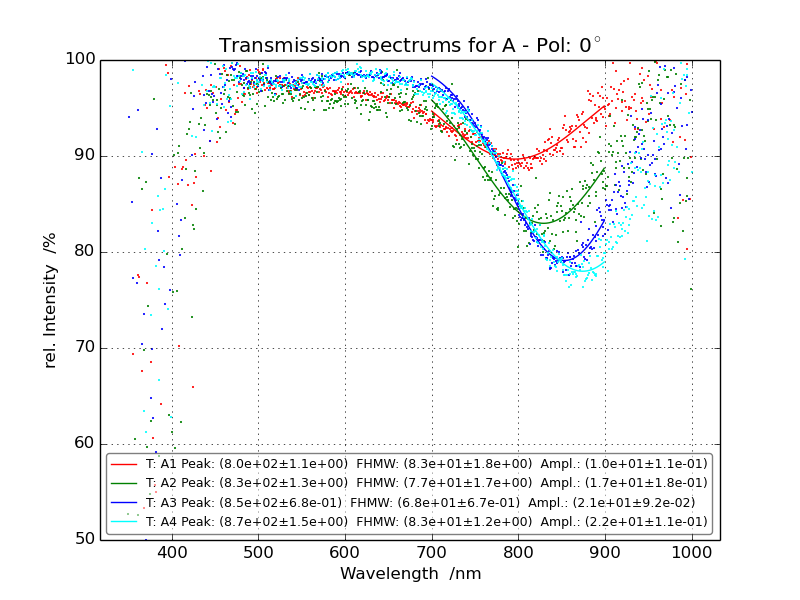 Transmission spectrums for A - Pol: 0°
100
90
80
70
60
50
rel. Intensity /%
T: A1 Peak: (8.0e+02±1.1e+00) FHMW: (8.3e+01±1.8e+00) Ampl.: (1.0e+01±1.1e-01)
T: A2 Peak: (8.3e+02±1.3e+00) FHMW: (7.7e+01±1.7e+00) Ampl.: (1.7e+01±1.8e-01)
T: A3 Peak: (8.5e+02±6.8e-01) FHMW: (6.8e+01±6.7e-01) Ampl.: (2.1e+01±9.2e-02)
T: A4 Peak: (8.7e+02±1.5e+00) FHMW: (8.3e+01±1.2e+00) Ampl.: (2.2e+01±1.1e-01)
400 500 600 700 800 900 1000
Wavelength /nm